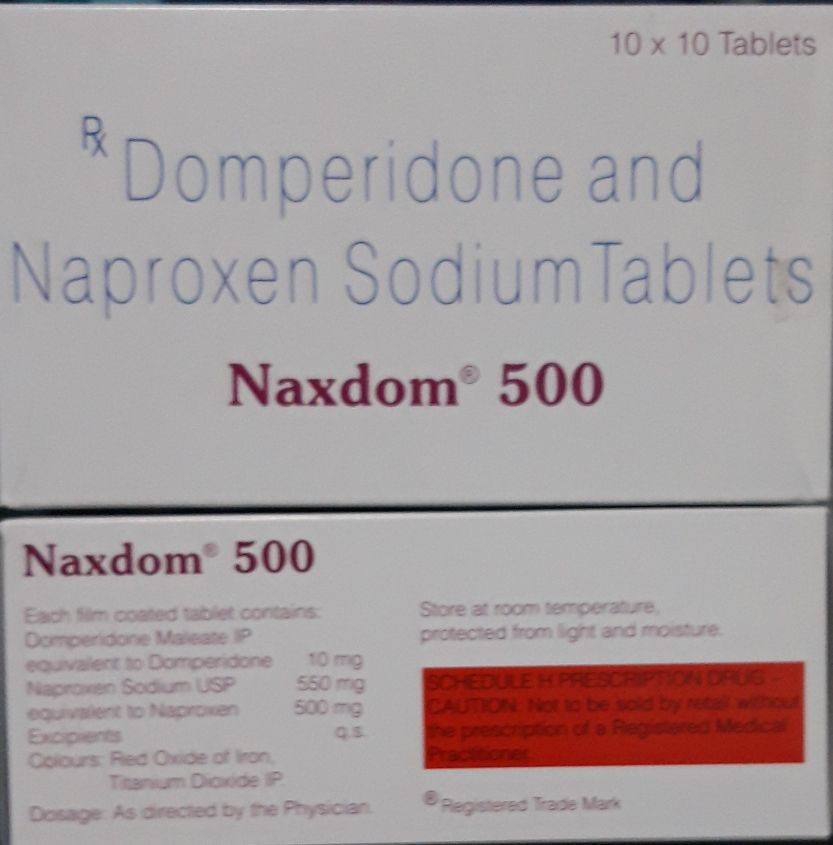 10 x 10 Tablets
Rx Domperidone and
Naproxen Sodium Tablets
Naxdom® 500
Naxdom® 500
Each film coated tablet contains:
Domperidone Maleate IP
equivalent to Domperidone 10 mg
Naproxen Sodium USP 550 mg
equivalent to Naproxen 500 mg
Excipients q.s.
Colours: Red Oxide of Iron,
Titanium Dioxide IP.
Dosage: As directed by the Physician.
Store at room temperature,
protected from light and moisture.
SCHEDULE H PRESCRIPTION DRUG -
CAUTION: Not to be sold by retail without
the prescription of a Registered Medical
Practitioner.
® Registered Trade Mark